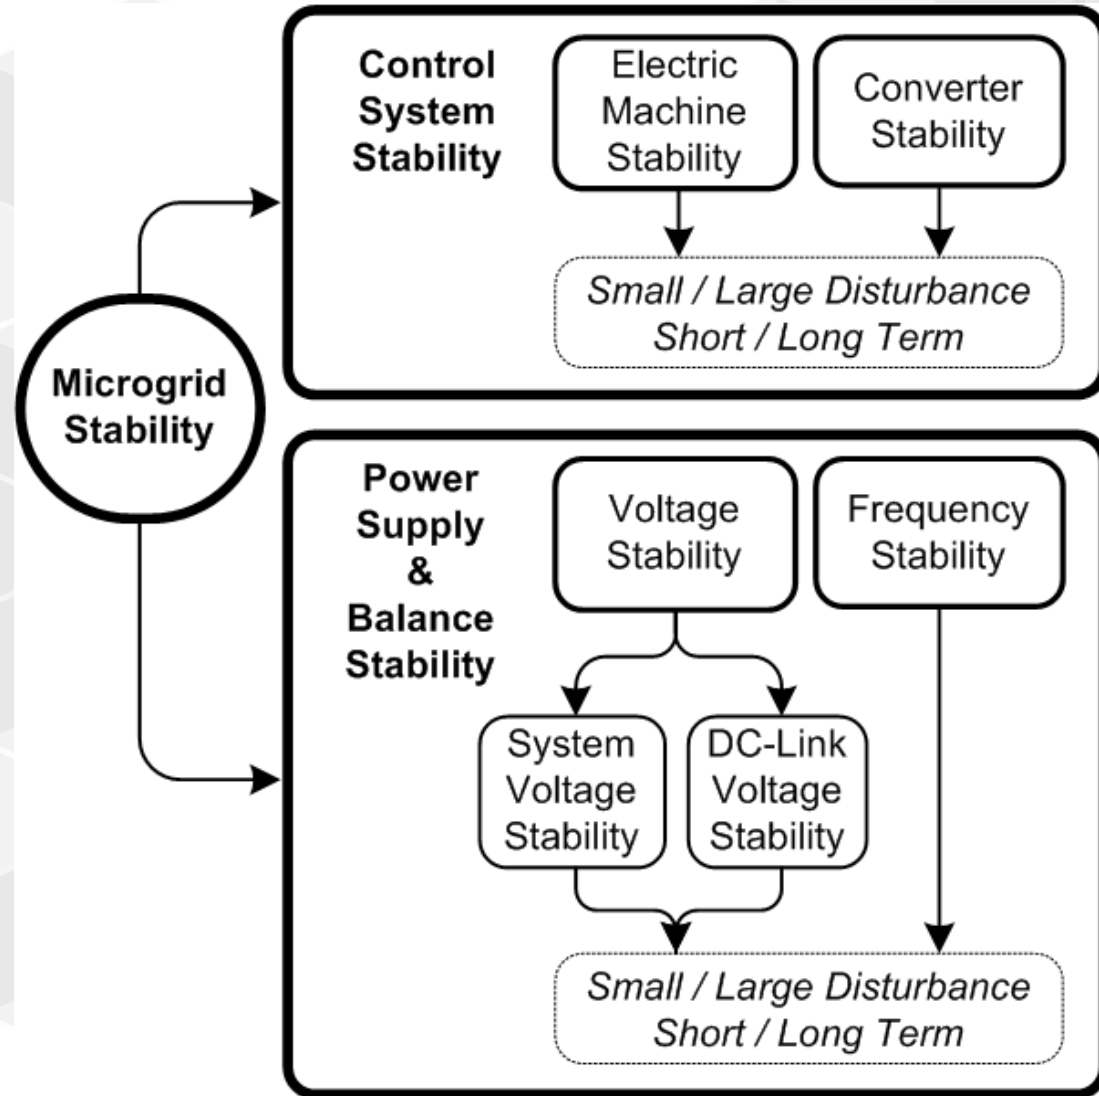 Microgrid
Stability
Control
System
Stability
Electric
Machine
Stability
Converter
Stability
Small / Large Disturbance
Short / Long Term
Power
Supply
&
Balance
Stability
Voltage
Stability
Frequency
Stability
System
Voltage
Stability
DC-Link
Voltage
Stability
Small / Large Disturbance
Short / Long Term